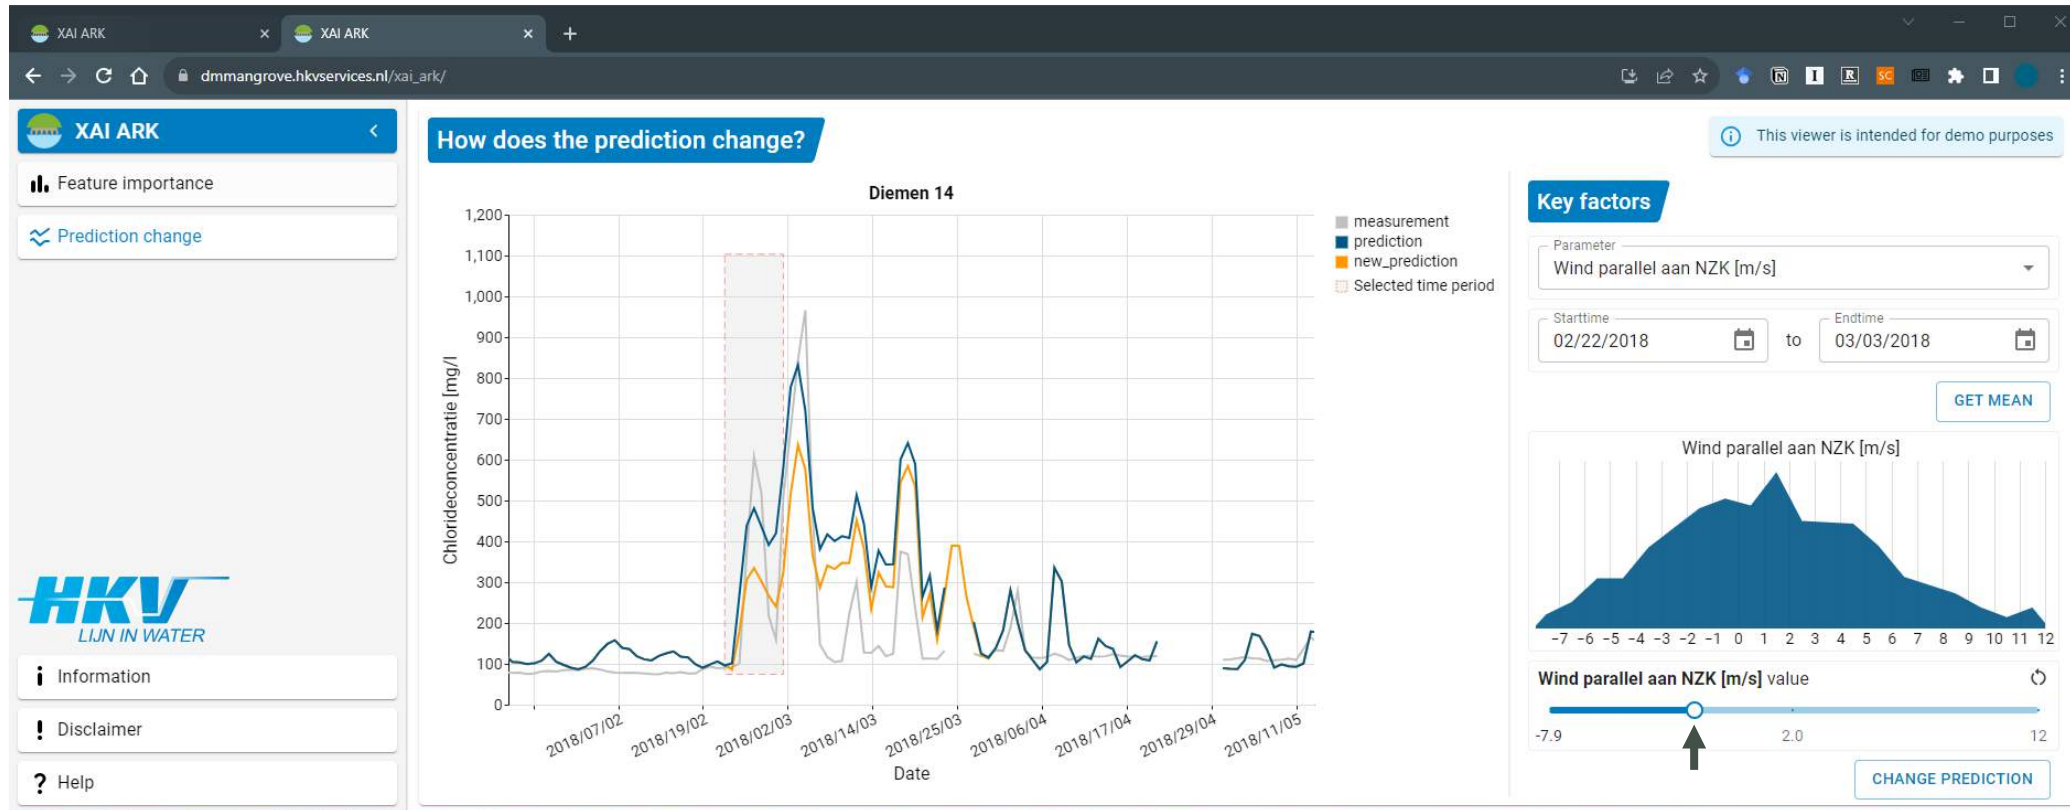 XAI ARK
XAI ARK
dmmangrove.hkvservices.nl/xai_ark/
XAI ARK
Feature importance
Prediction change
HKV
LIJN IN WATER
Information
Disclaimer
Help
How does the prediction change?
This viewer is intended for demo purposes
Diemen 14
1,200
1,100
1,000
900
800
700
600
500
400
300
200
100
0
Chlorideconcentratie [mg/l
2018/07/02
2018/19/02
2018/02/03
2018/14/03
2018/25/03
2018/06/04
2018/17/04
2018/29/04
2018/11/05
Date
measurement
prediction
new_prediction
Selected time period
Key factors
Parameter
Wind parallel aan NZK [m/s]
Starttime
02/22/2018
to
Endtime
03/03/2018
GET MEAN
Wind parallel aan NZK [m/s]
−7 −6 −5 −4 −3 −2 −1 0 1 2 3 4 5 6 7 8 9 10 11 12
Wind parallel aan NZK [m/s] value
-7.9 2.0 12
CHANGE PREDICTION